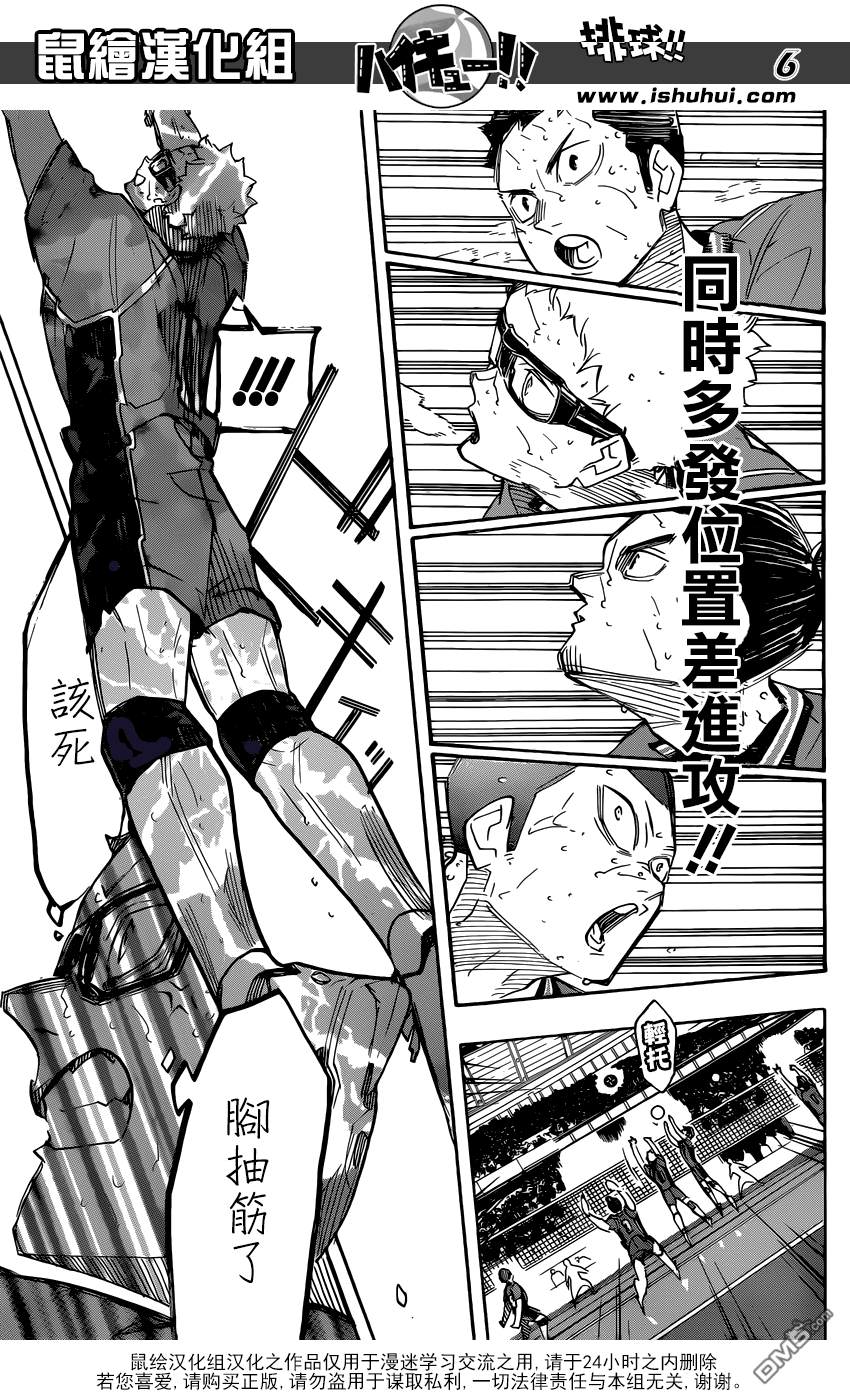 鼠繪漢化組
ハイキュー!!
排球!!
6
www.ishuhui.com
同時多發位置差進攻!!
輕托
!!!
該死
腳抽筋了
鼠绘汉化组汉化之作品仅用于漫迷学习交流之用, 请于24小时之内删除
若您喜爱, 请购买正版, 请勿盗用于谋取私利, 一切法律责任与本组无关, 谢谢.
DM5.com